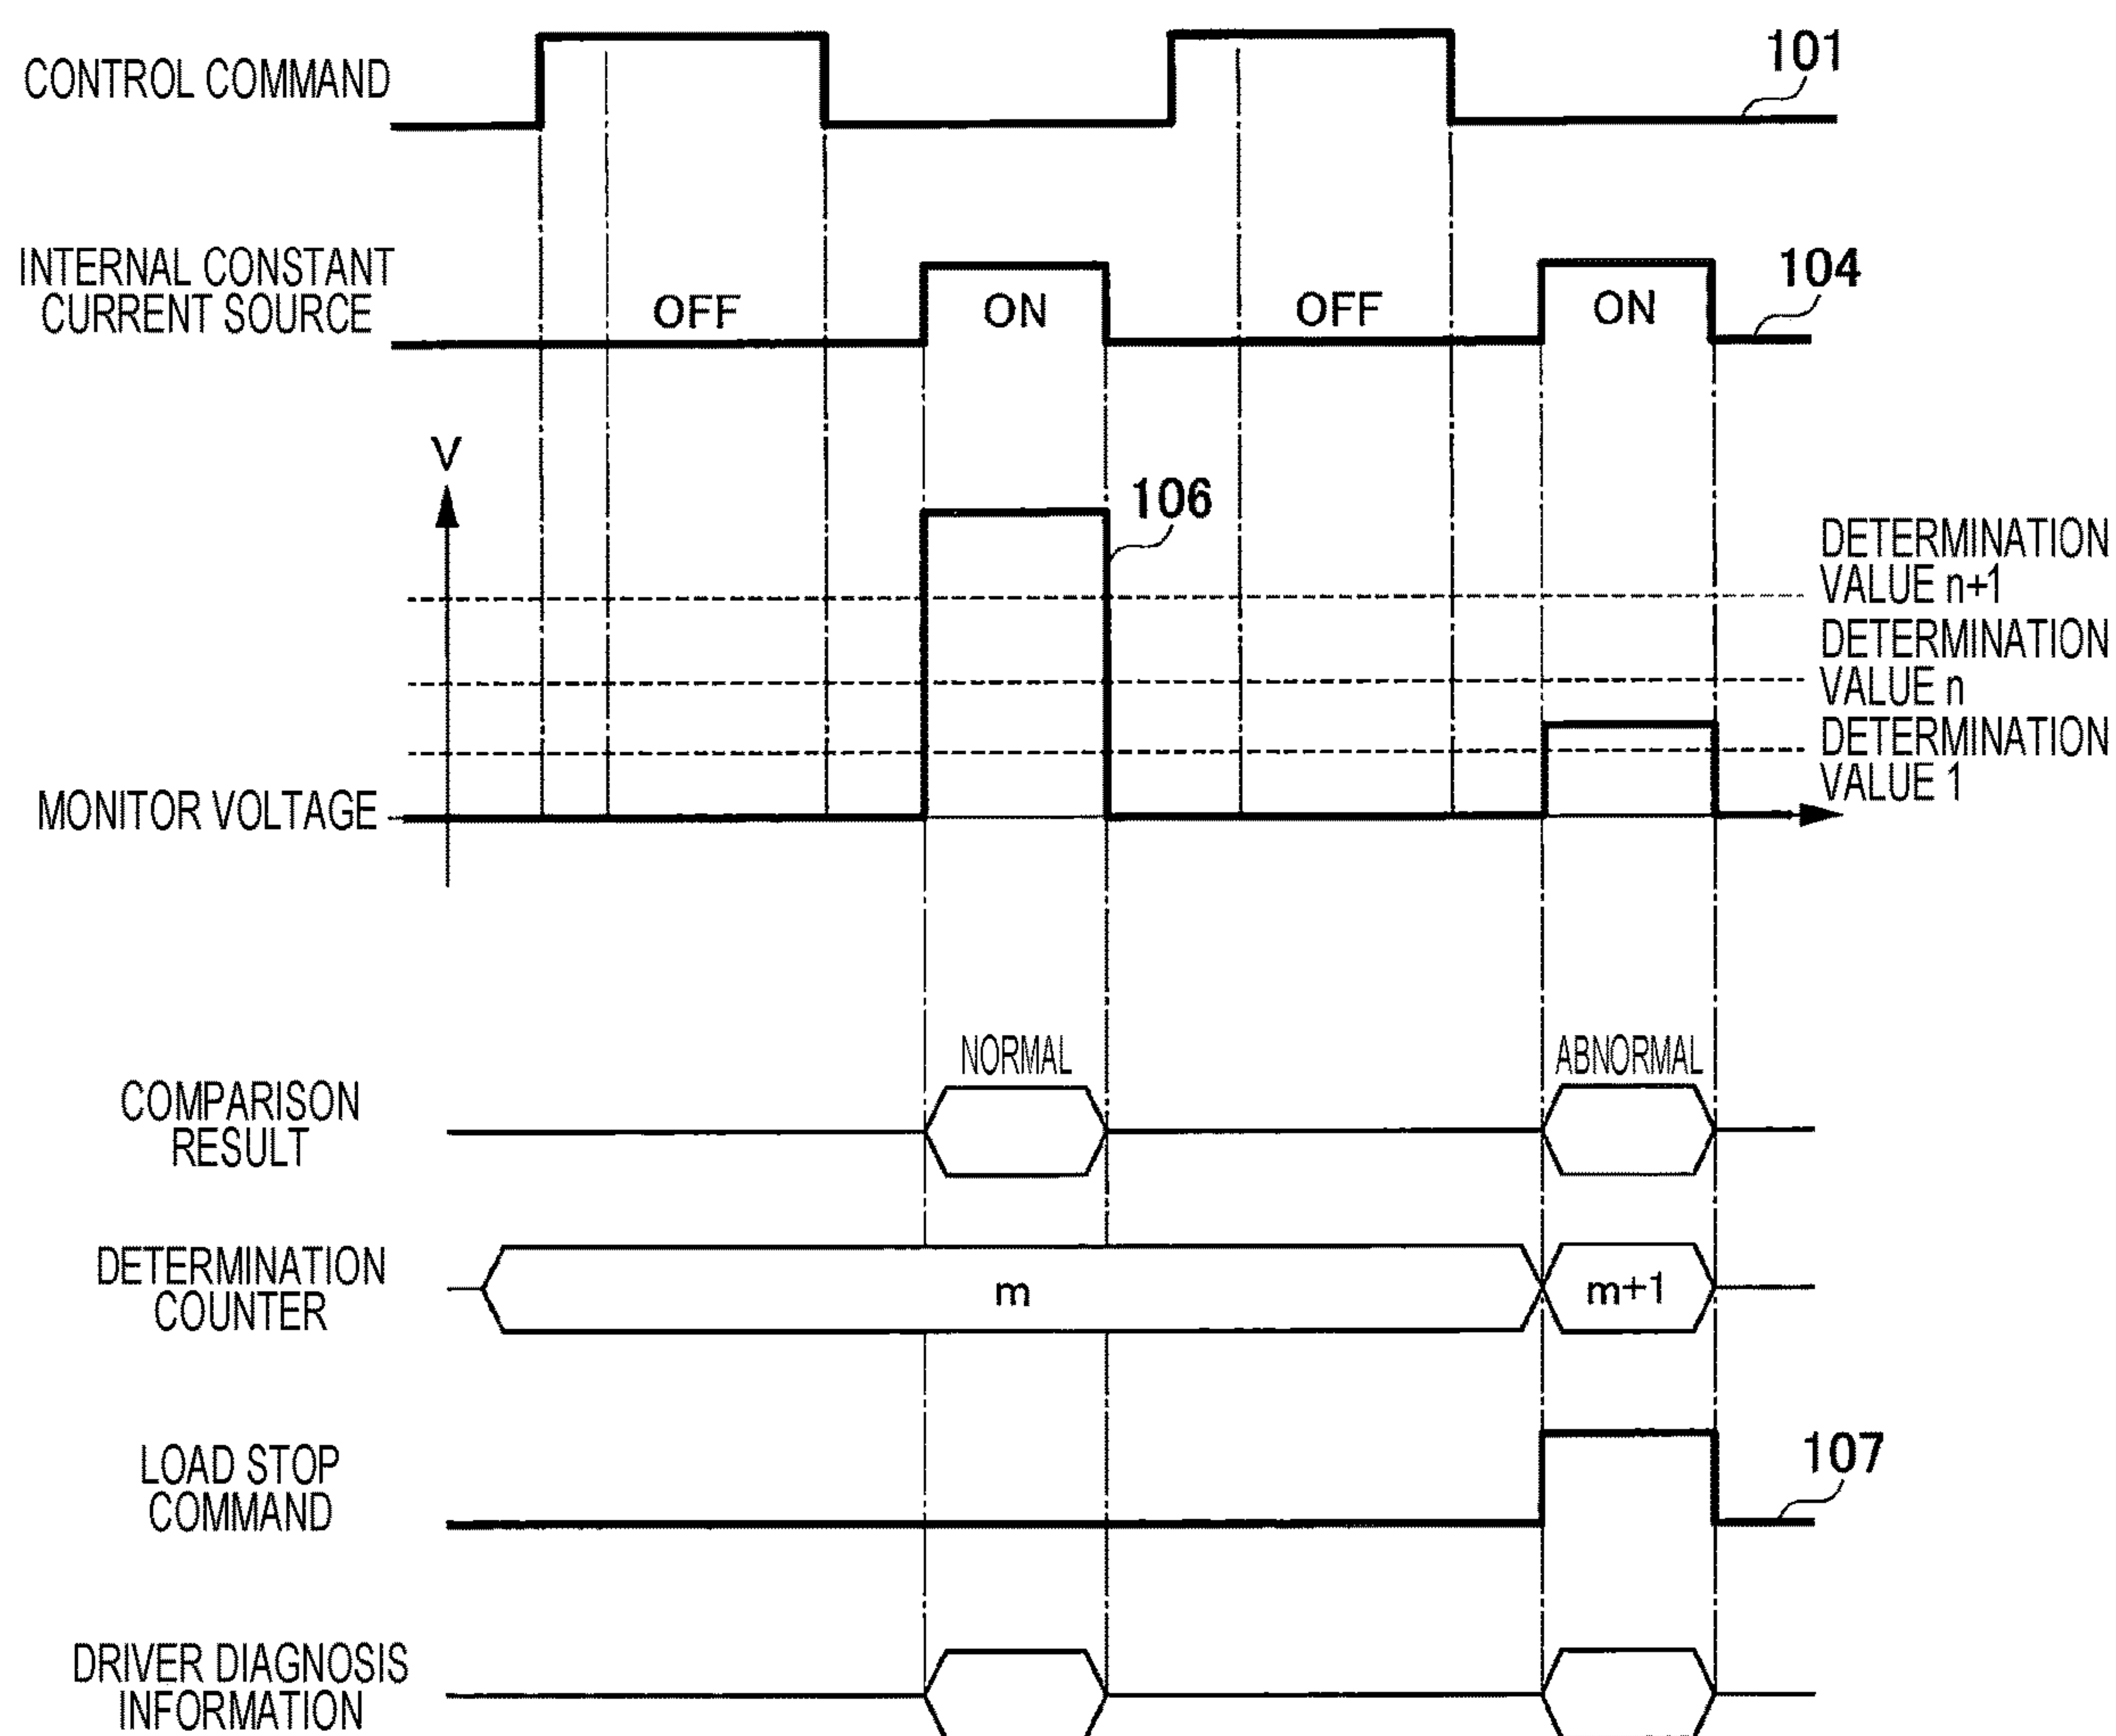 CONTROL COMMAND
101
INTERNAL CONSTANT
CURRENT SOURCE
OFF
ON
OFF
ON
104
V
106
DETERMINATION
VALUE n+1
DETERMINATION
VALUE n
DETERMINATION
VALUE 1
MONITOR VOLTAGE
NORMAL
ABNORMAL
COMPARISON
RESULT
DETERMINATION
COUNTER
m
m+1
LOAD STOP
COMMAND
107
DRIVER DIAGNOSIS
INFORMATION